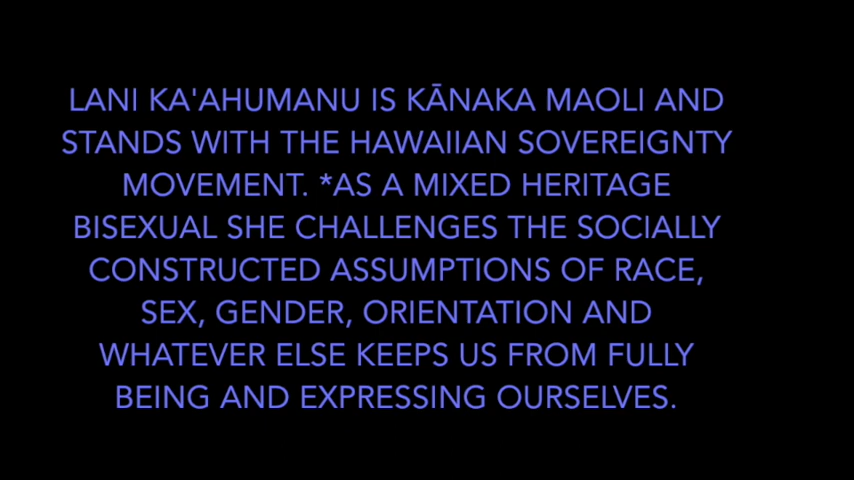 LANI KA'AHUMANU IS KĀNAKA MAOLI AND
STANDS WITH THE HAWAIIAN SOVEREIGNTY
MOVEMENT. *AS A MIXED HERITAGE
BISEXUAL SHE CHALLENGES THE SOCIALLY
CONSTRUCTED ASSUMPTIONS OF RACE,
SEX, GENDER, ORIENTATION AND
WHATEVER ELSE KEEPS US FROM FULLY
BEING AND EXPRESSING OURSELVES.